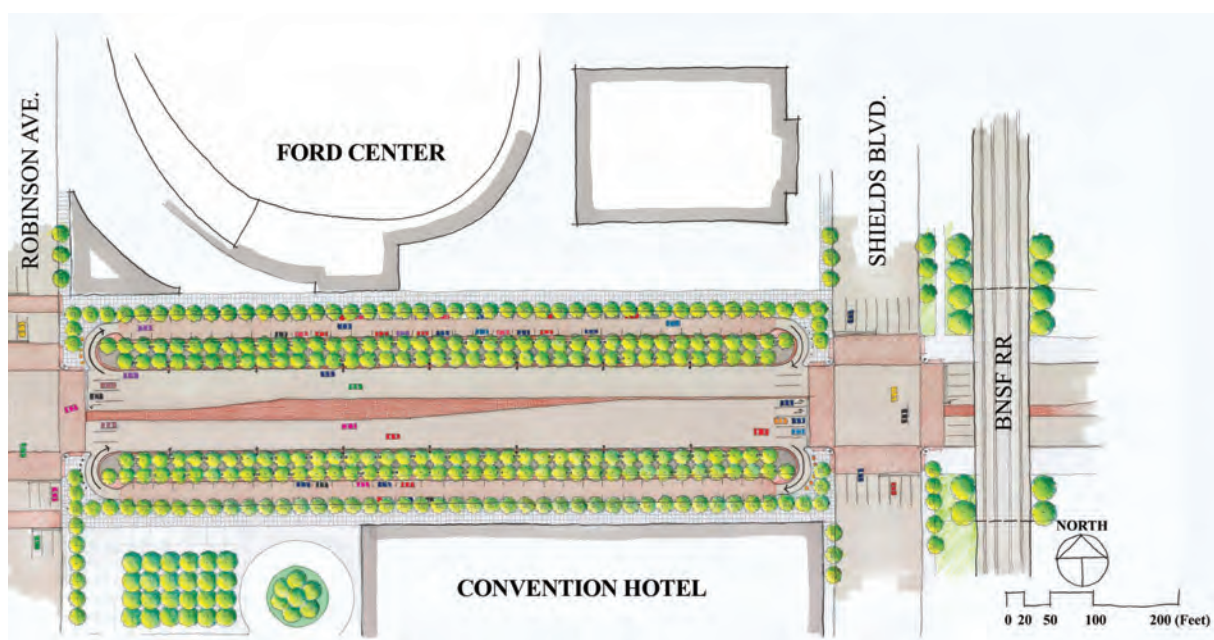 ROBINSON AVE.
FORD CENTER
SHIELDS BLVD.
BNSF RR
CONVENTION HOTEL
NORTH
0 20 50 100 200 (Feet)